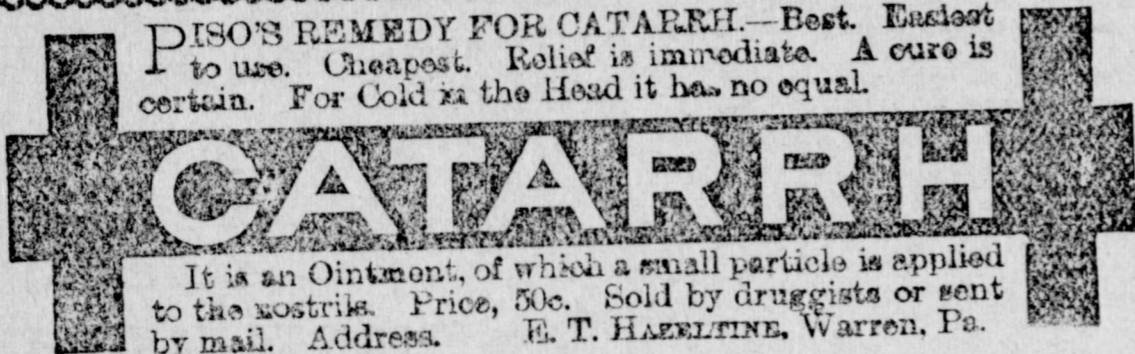 PISO'S REMEDY FOR CATARRH.—Best. Easiest
to use. Cheapest. Relief is immediate. A cure is
certain. For Cold in the Head it has no equal.
CATARRH
It is an Ointment, of which a small particle is applied
to the nostrils. Price, 50c. Sold by druggists or sent
by mail. Address. E. T. HAZELTINE, Warren, Pa.